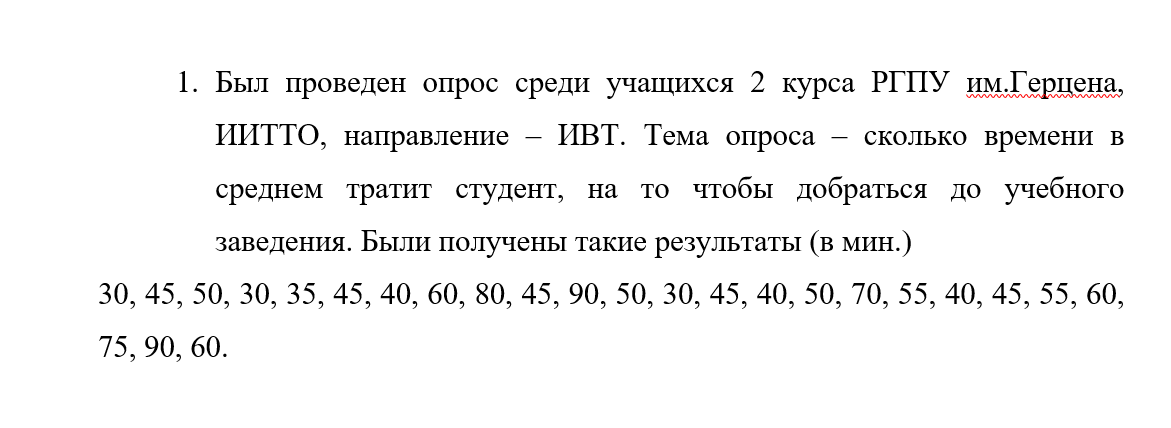 1. Был проведен опрос среди учащихся 2 курса РГПУ им.Герцена,
ИИТТО, направление – ИВТ. Тема опроса – сколько времени в
среднем тратит студент, на то чтобы добраться до учебного
заведения. Были получены такие результаты (в мин.)
30, 45, 50, 30, 35, 45, 40, 60, 80, 45, 90, 50, 30, 45, 40, 50, 70, 55, 40, 45, 55, 60,
75, 90, 60.